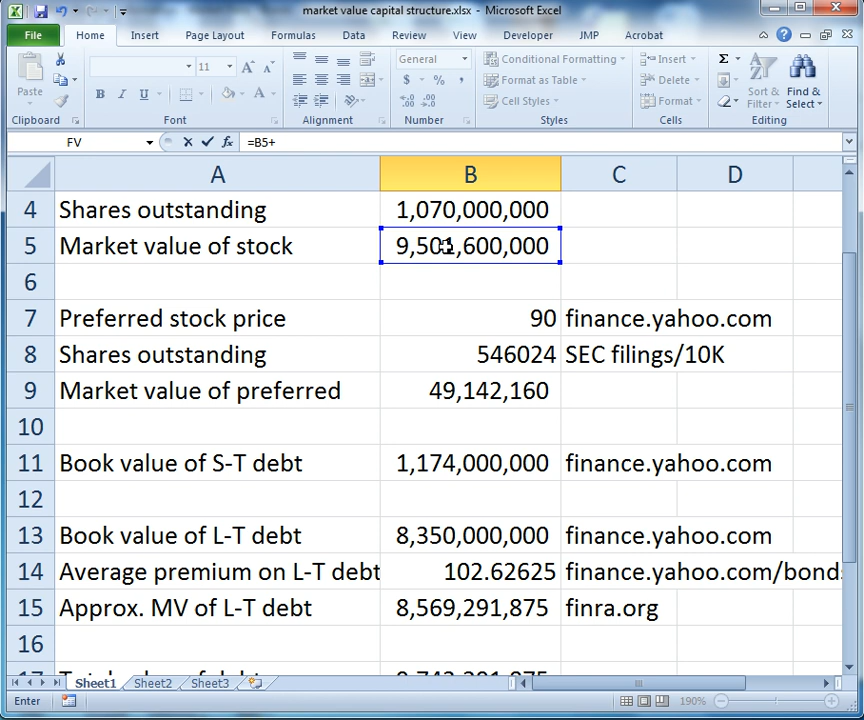 market value capital structure.xlsx - Microsoft Excel
File Home Insert Page Layout Formulas Data Review View Developer JMP Acrobat
Paste
B I U
11 A A
A
General
$ % ,
Conditional Formatting
Format as Table
Cell Styles
Insert
Delete
Format
Σ
Sort & Filter
Find & Select
Clipboard Font Alignment Number Styles Cells Editing
FV fx =B5+
A B C D
4 Shares outstanding 1,070,000,000
5 Market value of stock 9,501,600,000
6
7 Preferred stock price 90 finance.yahoo.com
8 Shares outstanding 546024 SEC filings/10K
9 Market value of preferred 49,142,160
10
11 Book value of S-T debt 1,174,000,000 finance.yahoo.com
12
13 Book value of L-T debt 8,350,000,000 finance.yahoo.com
14 Average premium on L-T debt 102.62625 finance.yahoo.com/bond
15 Approx. MV of L-T debt 8,569,291,875 finra.org
16
Sheet1 Sheet2 Sheet3
Enter 190%